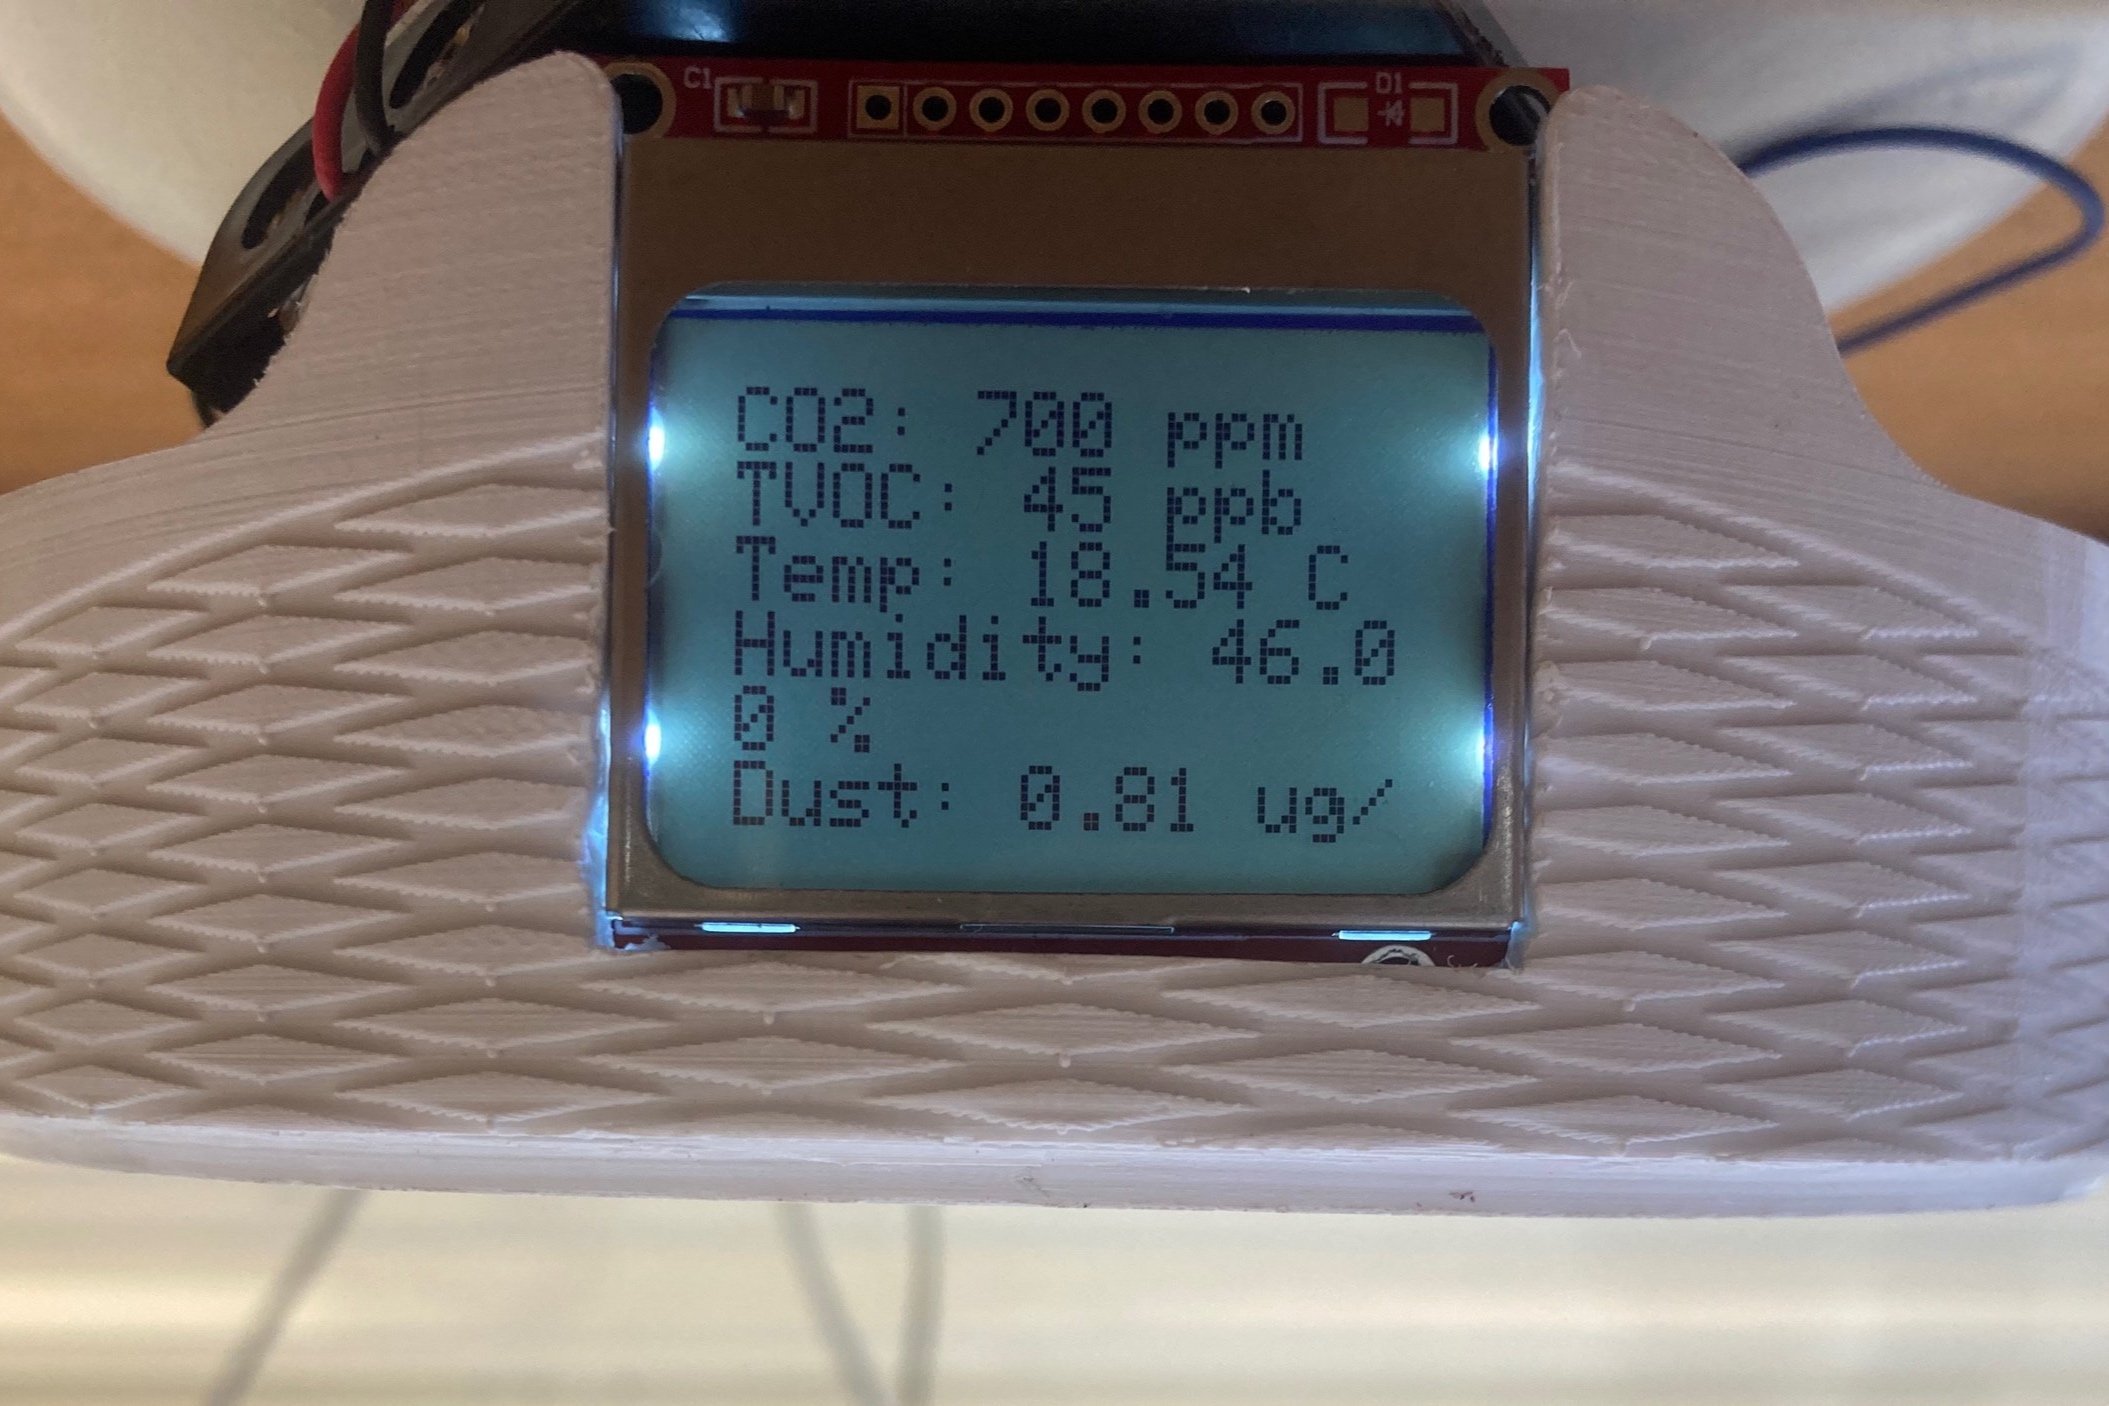 C1
D1
CO2: 700 ppm
TVOC: 45 ppb
Temp: 18.54 C
Humidity: 46.0
0 %
Dust: 0.81 ug/